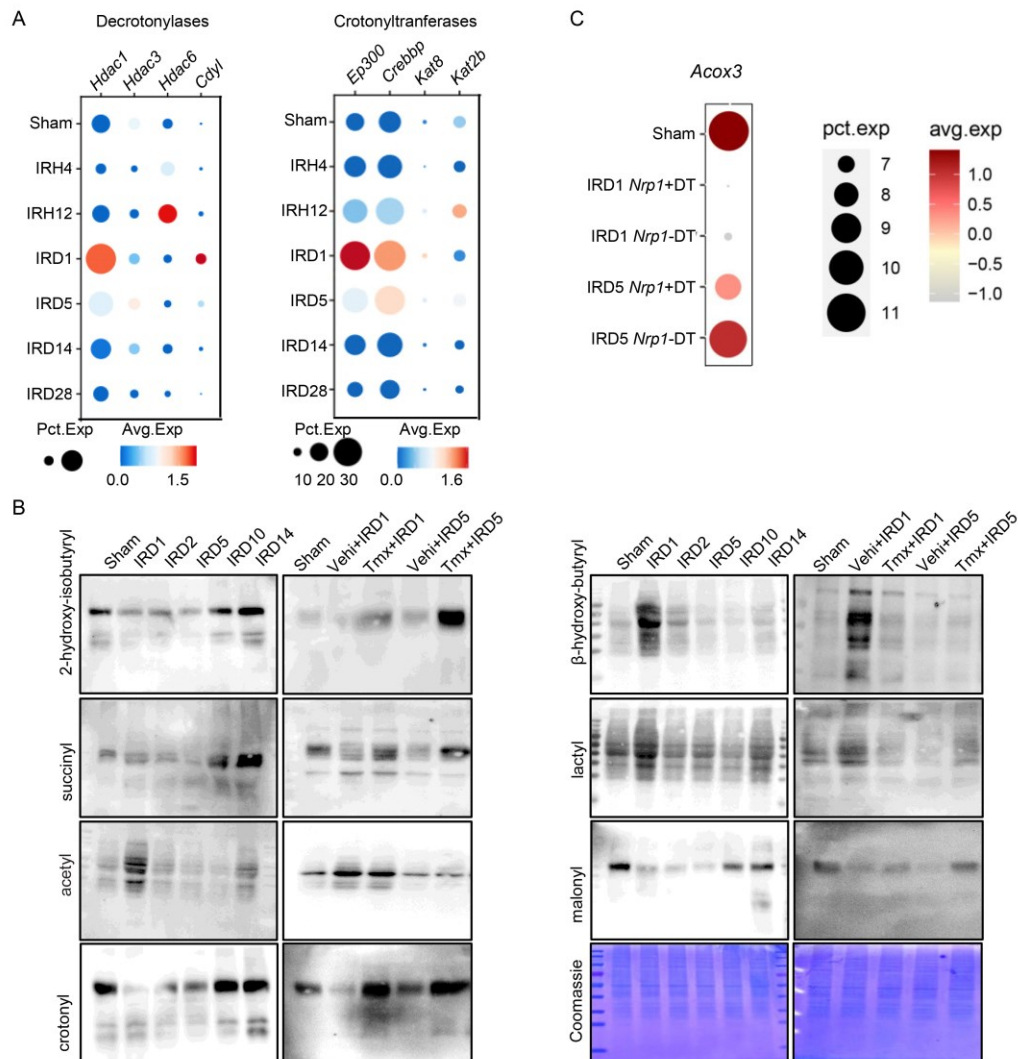 A
Decrotonylases
Hdac1 Hdac3 Hdac6 Cdyl
Sham
IRH4
IRH12
IRD1
IRD5
IRD14
IRD28
Pct.Exp Avg.Exp
0.0 1.5
Crotonyltranferases
Ep300 Crebbp Kat8 Kat2b
Sham
IRH4
IRH12
IRD1
IRD5
IRD14
IRD28
Pct.Exp Avg.Exp
10 20 30 0.0 1.6
C
Acox3
Sham
IRD1 Nrp1+DT
IRD1 Nrp1-DT
IRD5 Nrp1+DT
IRD5 Nrp1-DT
pct.exp
7
8
9
10
11
avg.exp
1.0
0.5
0.0
−0.5
−1.0
B
Sham IRD1 IRD2 IRD5 IRD10 IRD14
Sham Vehi+IRD1 Tmx+IRD1 Vehi+IRD5 Tmx+IRD5
2-hydroxy-isobutyryl
succinyl
acetyl
crotonyl
Sham IRD1 IRD2 IRD5 IRD10 IRD14
Sham Vehi+IRD1 Tmx+IRD1 Vehi+IRD5 Tmx+IRD5
β-hydroxy-butyryl
lactyl
malonyl
Coomassie